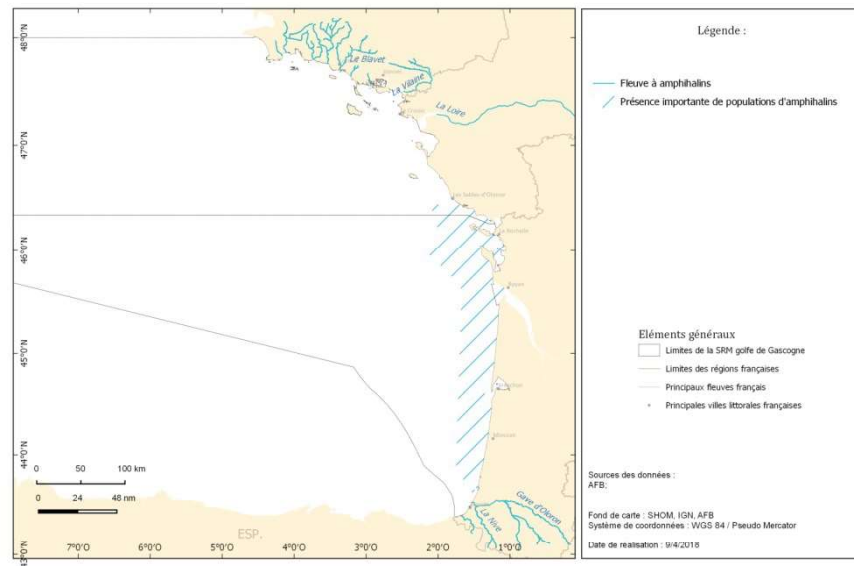 48°0'N
47°0'N
46°0'N
45°0'N
44°0'N
43°0'N
Le Blavet
La Vilaine
La Loire
Les Sables-d'Olonne
La Rochelle
Royan
Gave d'Oloron
La Nive
ESP.
0 50 100 km
0 24 48 nm
7°0'O 6°0'O 5°0'O 4°0'O 3°0'O 2°0'O 1°0'O
Légende :
Fleuve à amphihalins
Présence importante de populations d'amphihalins
Eléments généraux
Limites de la SRM golfe de Gascogne
Limites des régions françaises
Principaux fleuves français
Principales villes littorales françaises
Sources des données :
AFB;
Fond de carte : SHOM, IGN, AFB
Système de coordonnées : WGS 84 / Pseudo Mercator
Date de réalisation : 9/4/2018